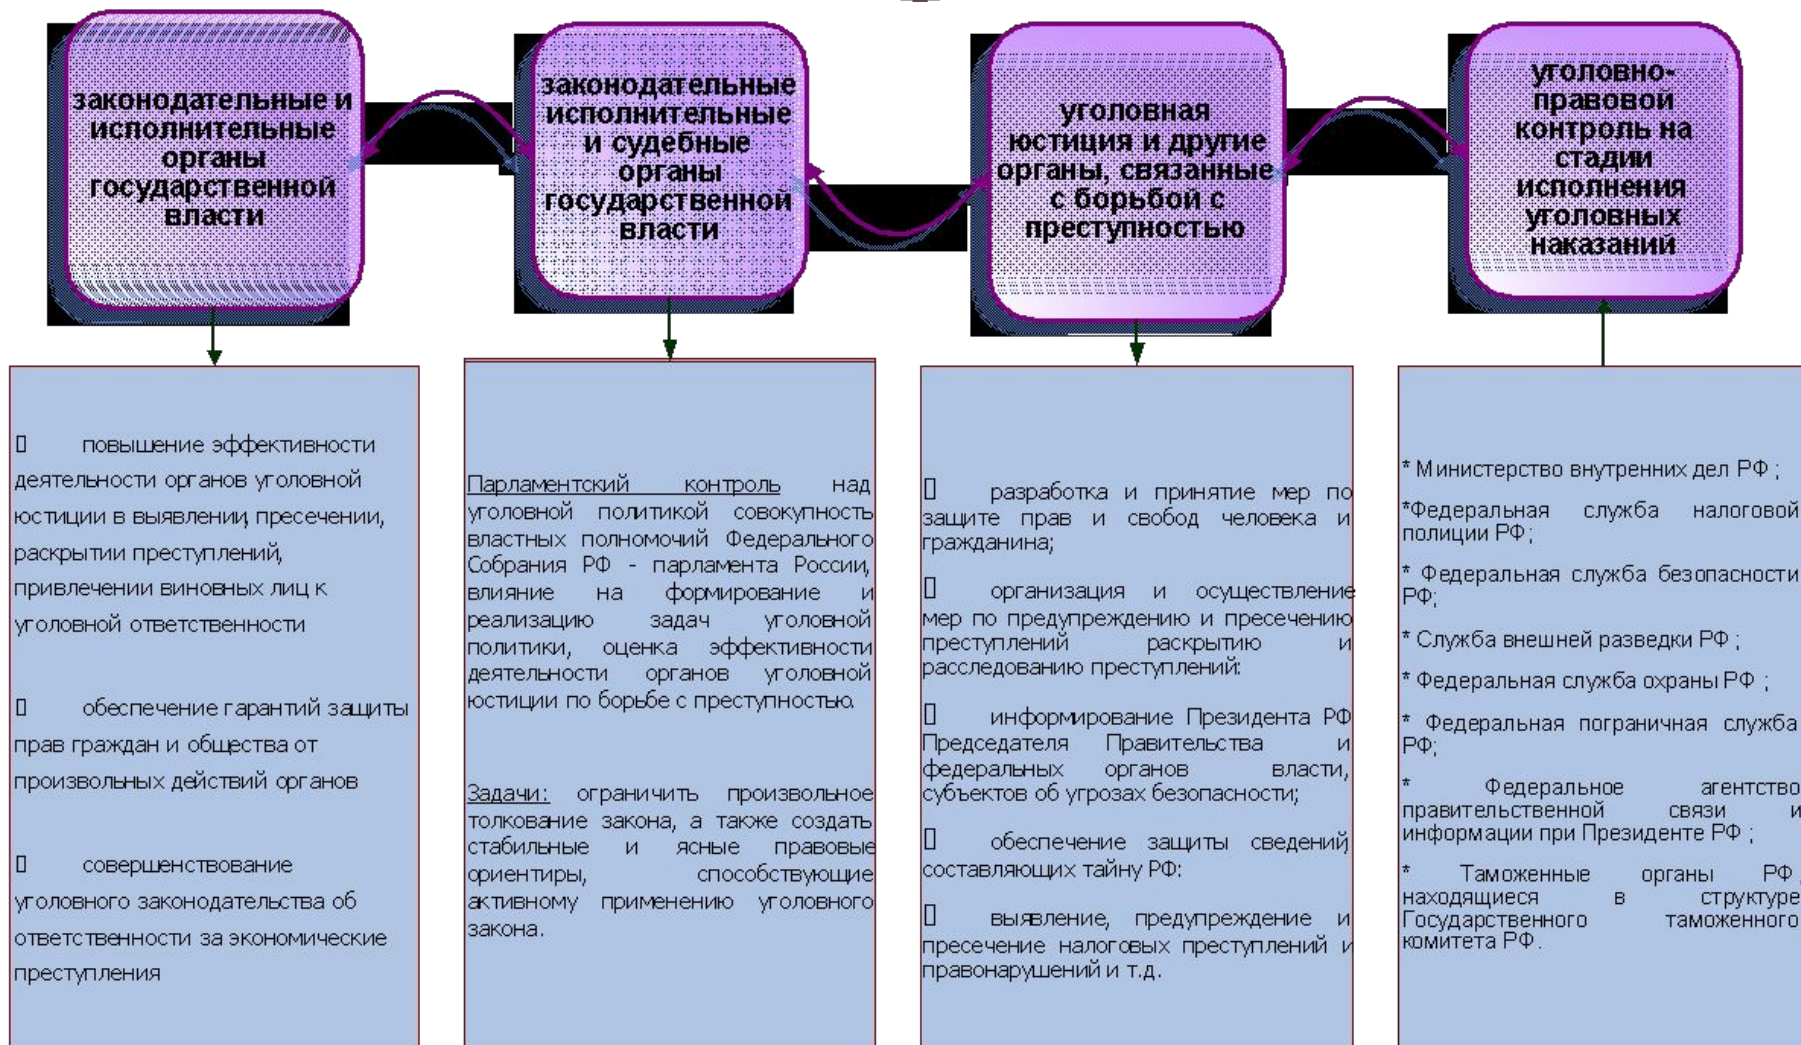 законодательные и
исполнительные
органы
государственной
власти
законодательные
исполнительные
и судебные
органы
государственной
власти
уголовная
юстиция и другие
органы, связанные
с борьбой с
преступностью
уголовно-
правовой
контроль на
стадии
исполнения
уголовных
наказаний
повышение эффективности
деятельности органов уголовной
юстиции в выявлении, пресечении,
раскрытии преступлений,
привлечении виновных лиц к
уголовной ответственности
обеспечение гарантий защиты
прав граждан и общества от
произвольных действий органов
совершенствование
уголовного законодательства об
ответственности за экономические
преступления
Парламентский контроль над
уголовной политикой совокупность
властных полномочий Федерального
Собрания РФ - парламента России,
влияние на формирование и
реализацию задач уголовной
политики, оценка эффективности
деятельности органов уголовной
юстиции по борьбе с преступностью.
Задачи: ограничить произвольное
толкование закона, а также создать
стабильные и ясные правовые
ориентиры, способствующие
активному применению уголовного
закона.
разработка и принятие мер по
защите прав и свобод человека и
гражданина;
организация и осуществление
мер по предупреждению и пресечению
преступлений раскрытию и
расследованию преступлений:
информирование Президента РФ
Председателя Правительства и
федеральных органов власти,
субъектов об угрозах безопасности;
обеспечение защиты сведений,
составляющих тайну РФ:
выявление, предупреждение и
пресечение налоговых преступлений и
правонарушений и т.д.
* Министерство внутренних дел РФ ;
*Федеральная служба налоговой
полиции РФ;
* Федеральная служба безопасности
РФ;
* Служба внешней разведки РФ ;
* Федеральная служба охраны РФ ;
* Федеральная пограничная служба
РФ;
* Федеральное агентство
правительственной связи и
информации при Президенте РФ ;
* Таможенные органы РФ,
находящиеся в структуре
Государственного таможенного
комитета РФ.